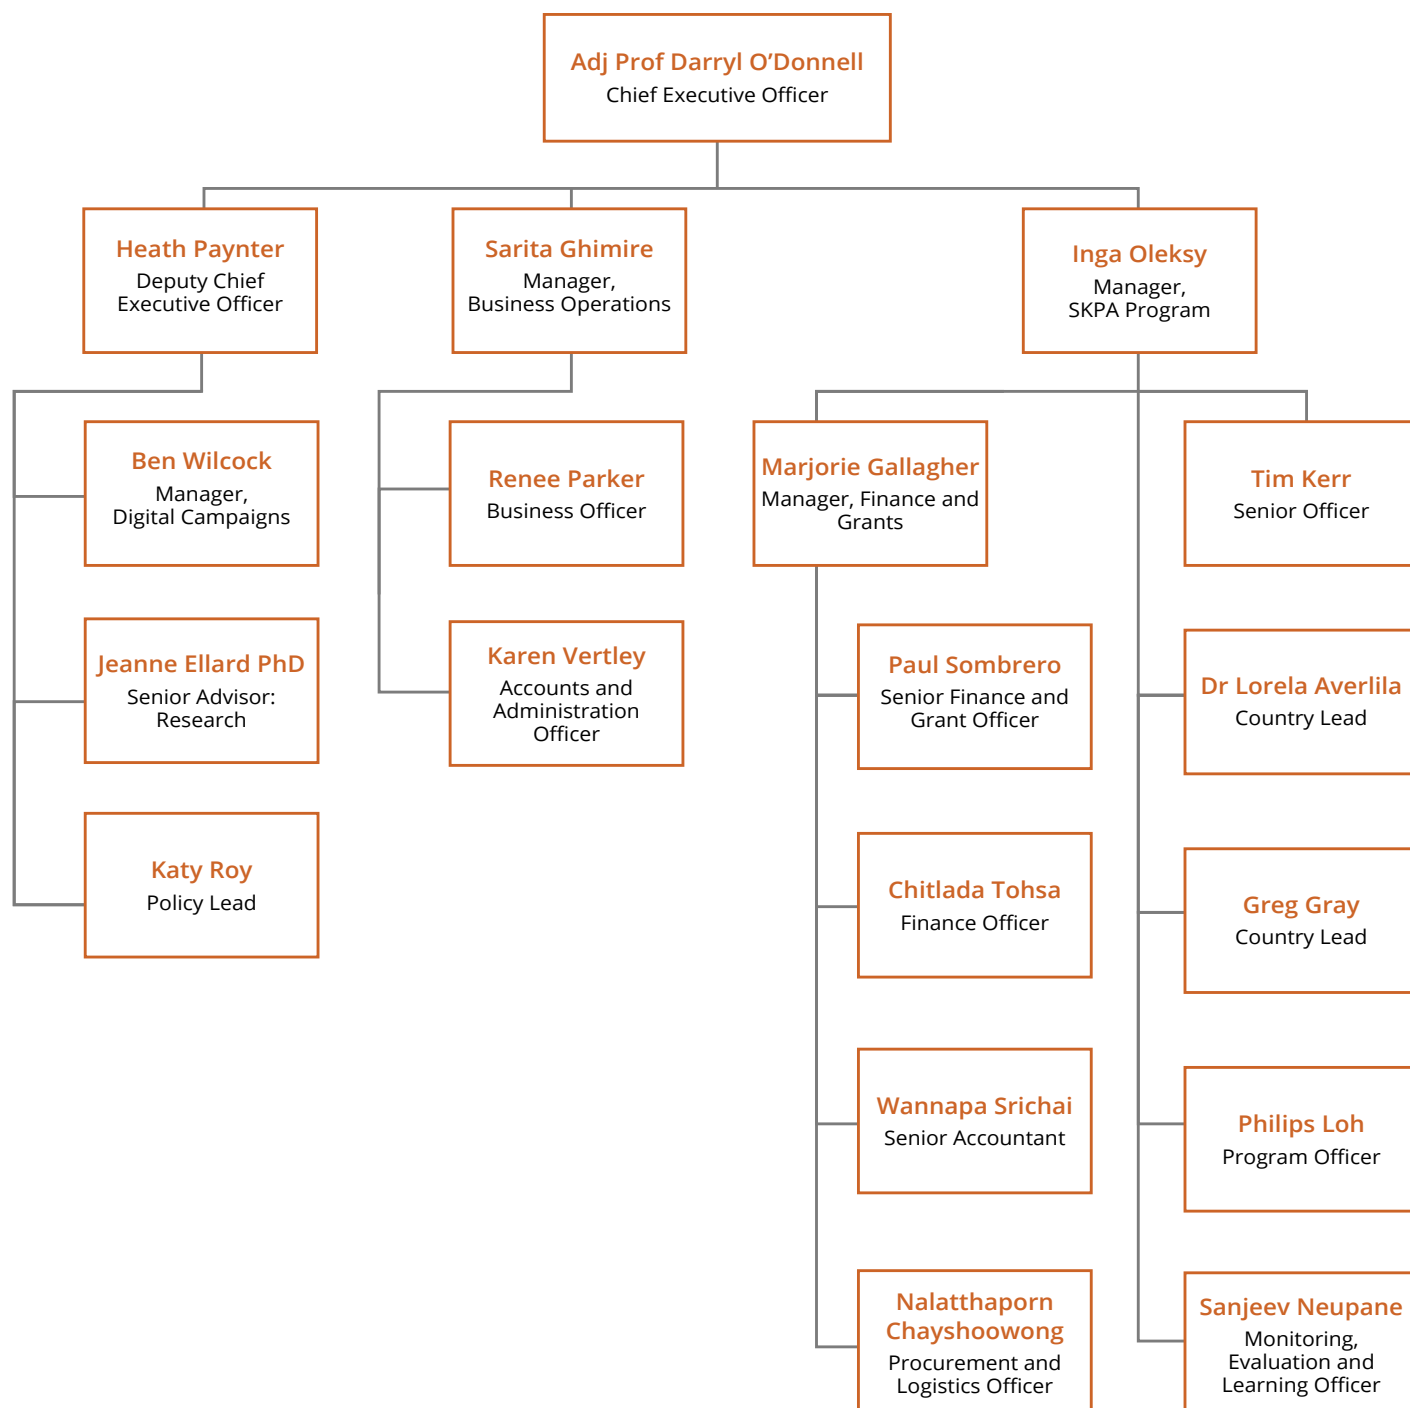 Adj Prof Darryl O’Donnell
Chief Executive Officer
Heath Paynter
Deputy Chief
Executive Officer
Sarita Ghimire
Manager,
Business Operations
Inga Oleksy
Manager,
SKPA Program
Ben Wilcock
Manager,
Digital Campaigns
Jeanne Ellard PhD
Senior Advisor:
Research
Katy Roy
Policy Lead
Renee Parker
Business Officer
Karen Vertley
Accounts and
Administration
Officer
Marjorie Gallagher
Manager, Finance and
Grants
Paul Sombrero
Senior Finance and
Grant Officer
Chitlada Tohsa
Finance Officer
Wannapa Srichai
Senior Accountant
Nalatthaporn
Chayshoowong
Procurement and
Logistics Officer
Tim Kerr
Senior Officer
Dr Lorela Averlila
Country Lead
Greg Gray
Country Lead
Philips Loh
Program Officer
Sanjeev Neupane
Monitoring,
Evaluation and
Learning Officer